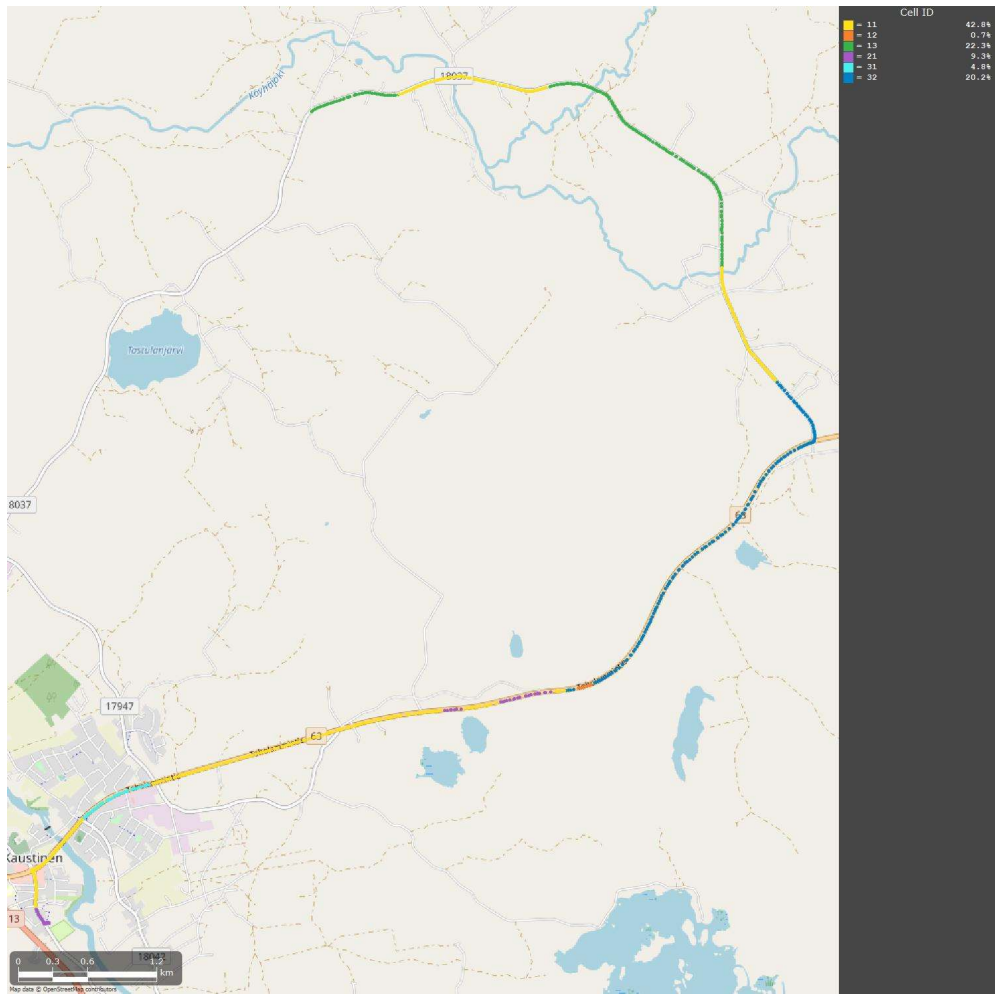 Cell ID
= 11 42.8%
= 12 0.7%
= 13 22.3%
= 21 9.3%
= 31 4.8%
= 32 20.2%
Köyhäjoki
18037
8037
63
17947
63
Kaustinen
13
18043
0 0.3 0.6 1.2
km
Map data © OpenStreetMap contributors